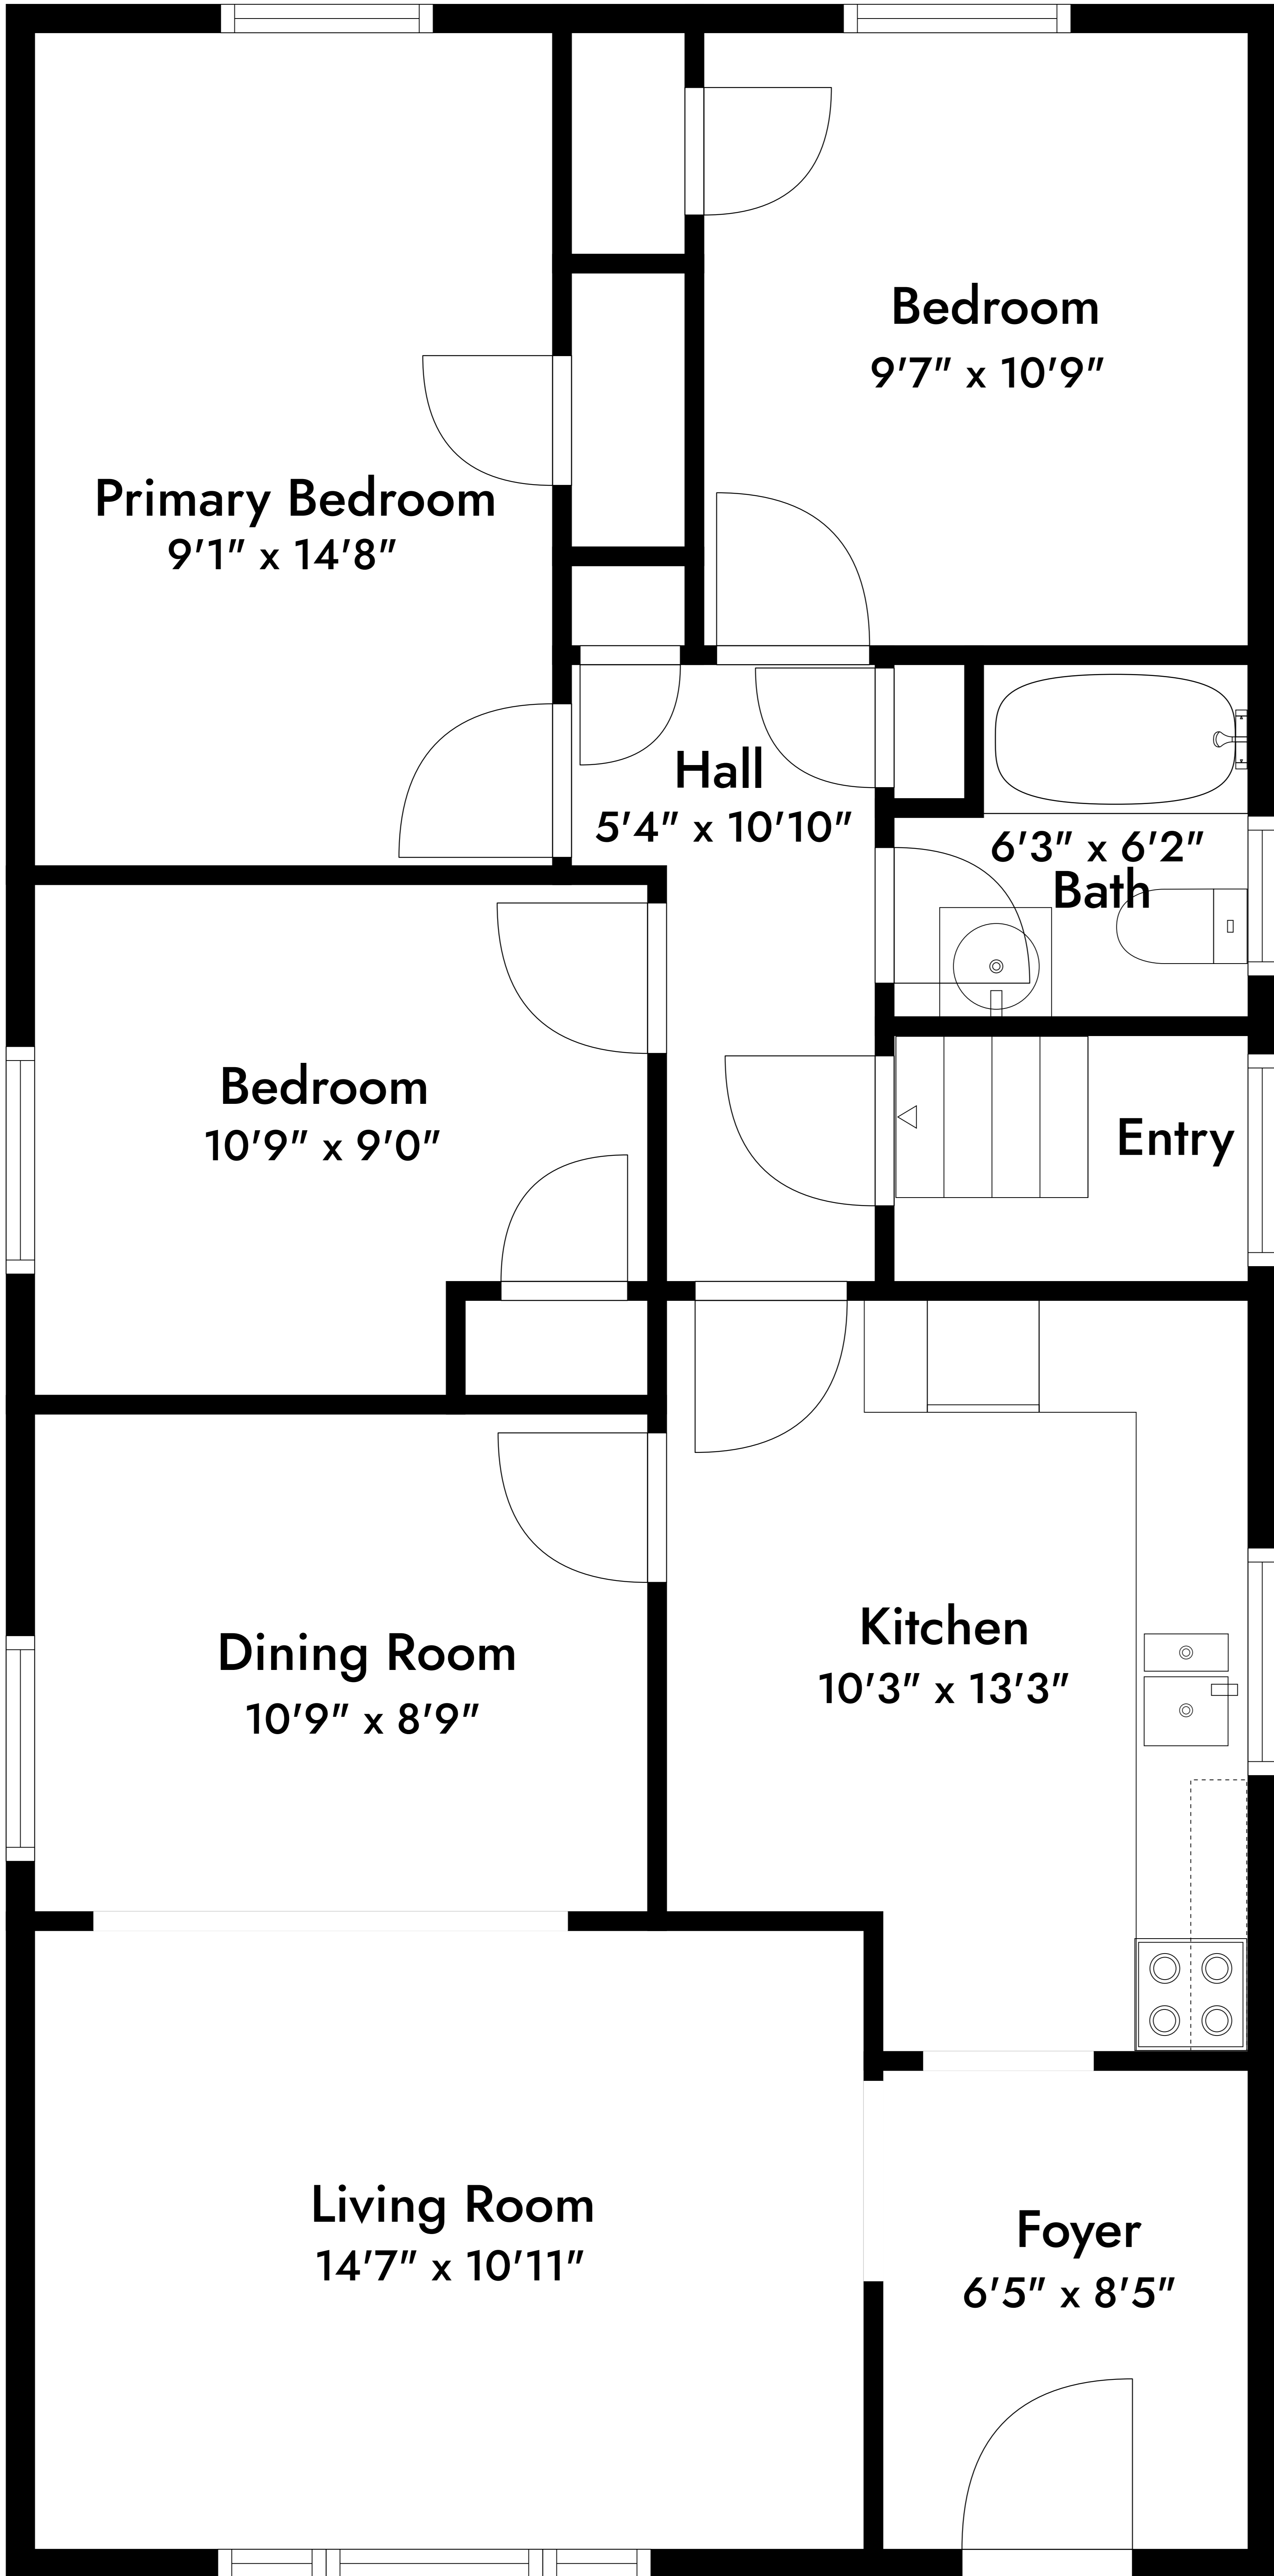 Bedroom
9'7" x 10'9"
Primary Bedroom
9'1" x 14'8"
Hall
5'4" x 10'10"
6'3" x 6'2"
Bath
Bedroom
10'9" x 9'0"
Entry
Kitchen
10'3" x 13'3"
Dining Room
10'9" x 8'9"
Living Room
14'7" x 10'11"
Foyer
6'5" x 8'5"